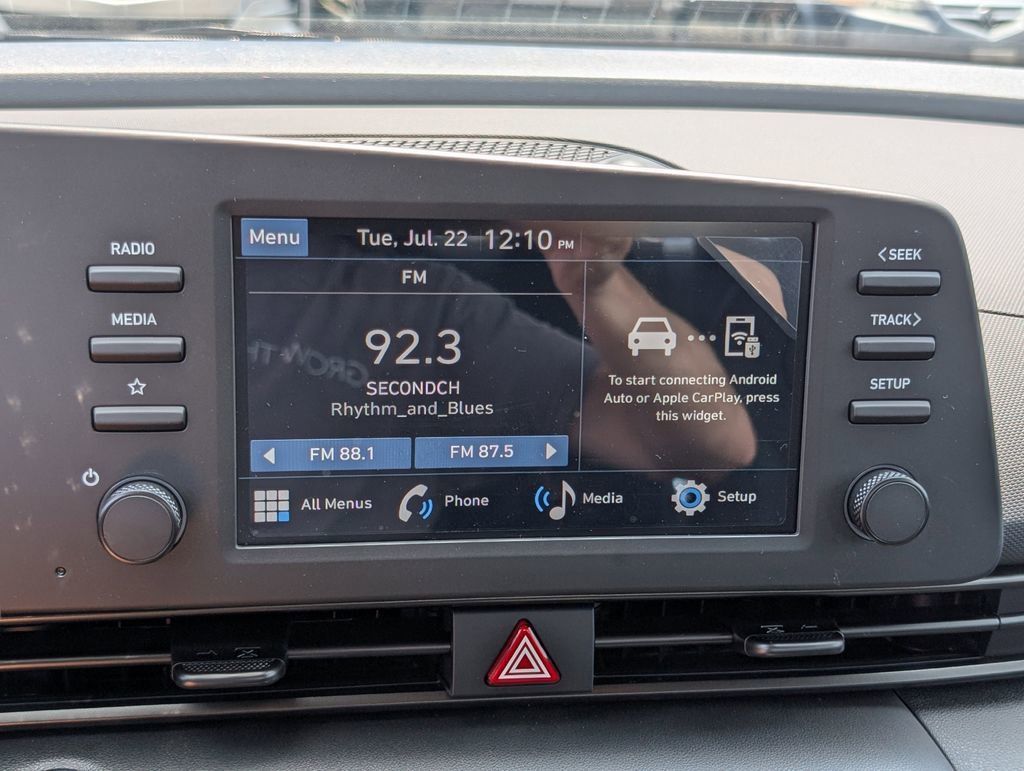 RADIO
MEDIA
Menu
Tue, Jul. 22 12:10 PM
FM
92.3
SECONDCH
Rhythm_and_Blues
FM 88.1
FM 87.5
To start connecting Android
Auto or Apple CarPlay, press
this widget.
All Menus
Phone
Media
Setup
<SEEK
TRACK>
SETUP